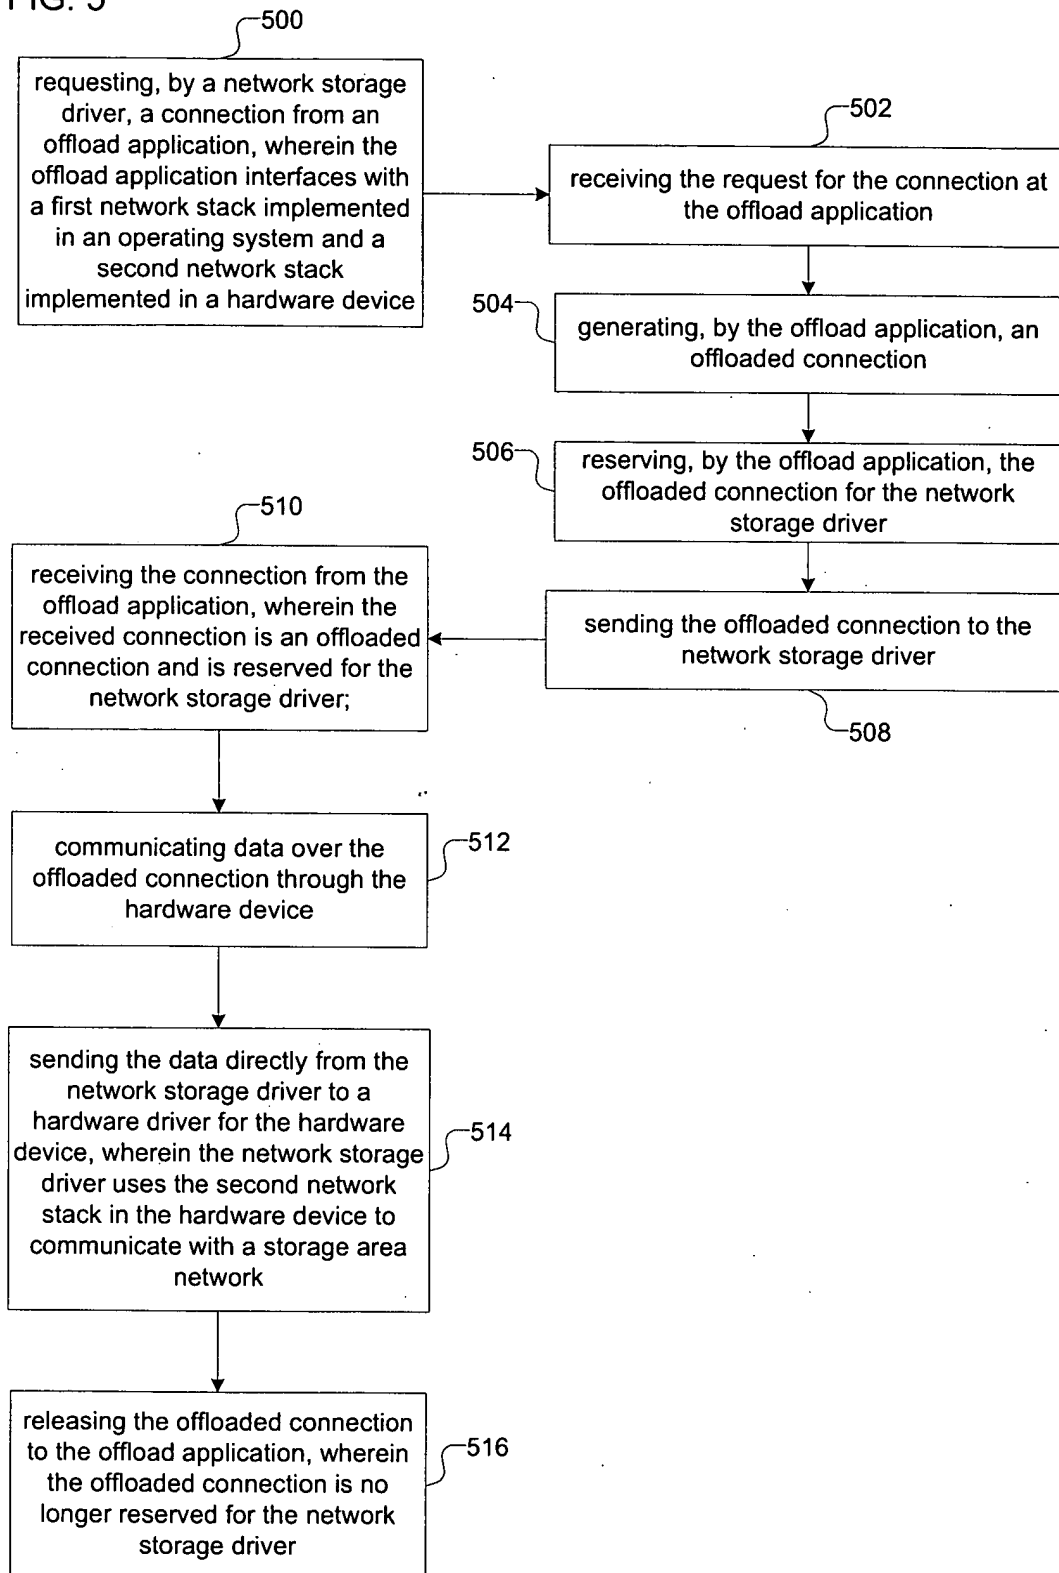 FIG. 5
500
requesting, by a network storage
driver, a connection from an
offload application, wherein the
offload application interfaces with
a first network stack implemented
in an operating system and a
second network stack
implemented in a hardware device
502
receiving the request for the connection at
the offload application
504
generating, by the offload application, an
offloaded connection
506
reserving, by the offload application, the
offloaded connection for the network
storage driver
sending the offloaded connection to the
network storage driver
508
510
receiving the connection from the
offload application, wherein the
received connection is an offloaded
connection and is reserved for the
network storage driver;
512
communicating data over the
offloaded connection through the
hardware device
sending the data directly from the
network storage driver to a
hardware driver for the hardware
device, wherein the network storage
driver uses the second network
stack in the hardware device to
communicate with a storage area
network
514
releasing the offloaded connection
to the offload application, wherein
the offloaded connection is no
longer reserved for the network
storage driver
516